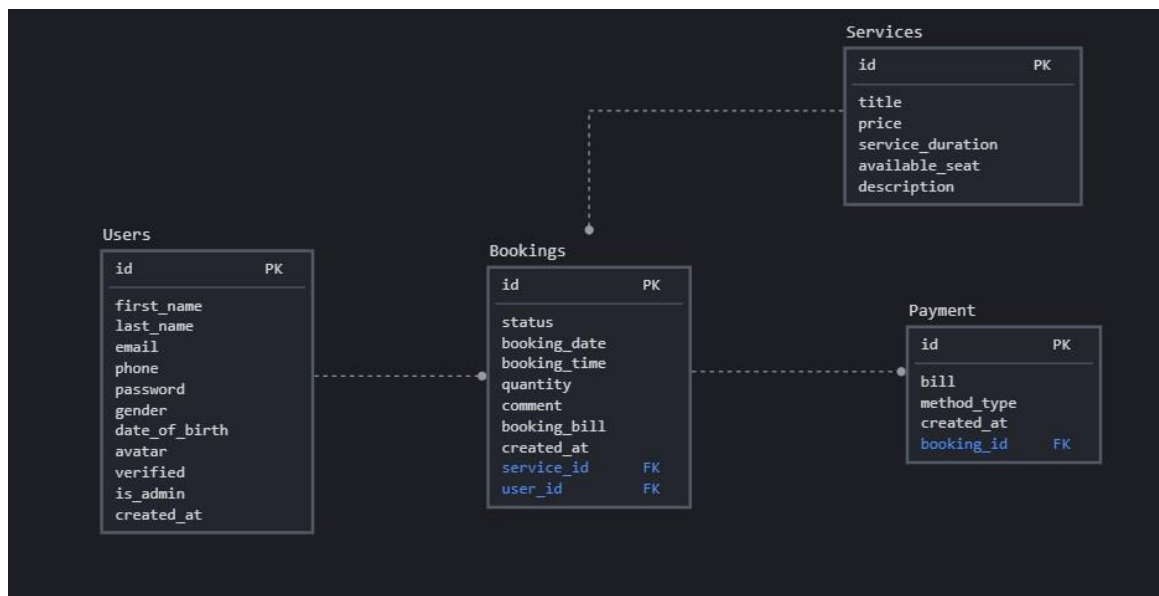 Services
id PK
title
price
service_duration
available_seat
description
Users
id PK
first_name
last_name
email
phone
password
gender
date_of_birth
avatar
verified
is_admin
created_at
Bookings
id PK
status
booking_date
booking_time
quantity
comment
booking_bill
created_at
service_id FK
user_id FK
Payment
id PK
bill
method_type
created_at
booking_id FK